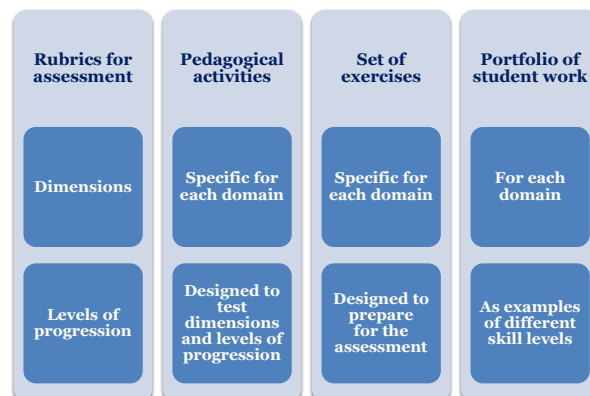 Rubrics for
assessment
Dimensions
Levels of
progression
Pedagogical
activities
Specific for
each domain
Designed to
test
dimensions
and levels of
progression
Set of
exercises
Specific for
each domain
Designed to
prepare
for the
assessment
Portfolio of
student work
For each
domain
As examples
of different
skill levels